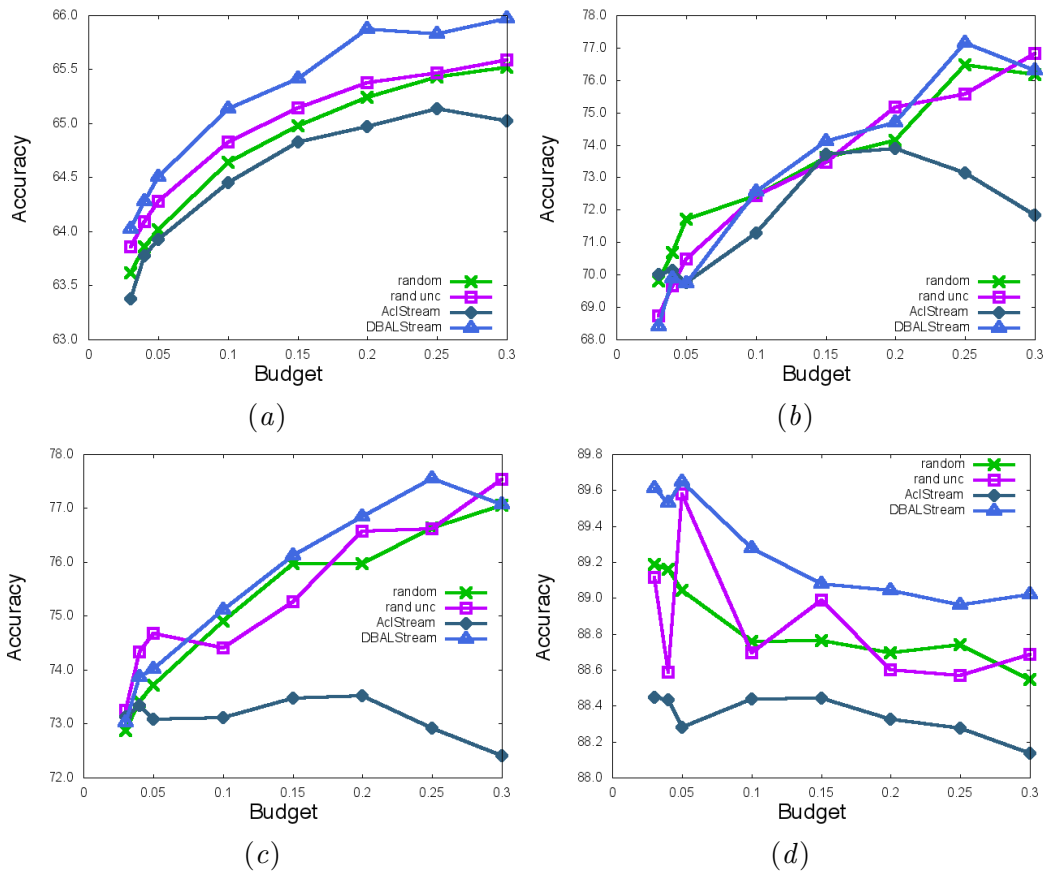 66.0
65.5
65.0
64.5
64.0
63.5
63.0
Accuracy
random
rand unc
AclStream
DBALStream
0 0.05 0.1 0.15 0.2 0.25 0.3
Budget
(a)
78.0
77.0
76.0
75.0
74.0
73.0
72.0
71.0
70.0
69.0
68.0
Accuracy
random
rand unc
AclStream
DBALStream
0 0.05 0.1 0.15 0.2 0.25 0.3
Budget
(b)
78.0
77.0
76.0
75.0
74.0
73.0
72.0
Accuracy
random
rand unc
AclStream
DBALStream
0 0.05 0.1 0.15 0.2 0.25 0.3
Budget
(c)
89.8
89.6
89.4
89.2
89.0
88.8
88.6
88.4
88.2
88.0
Accuracy
random
rand unc
AclStream
DBALStream
0 0.05 0.1 0.15 0.2 0.25 0.3
Budget
(d)